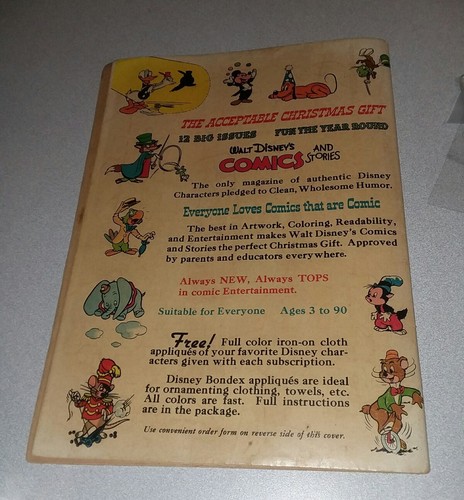 THE ACCEPTABLE CHRISTMAS GIFT
12 BIG ISSUES FUN THE YEAR ROUND
WALT DISNEY'S COMICS AND STORIES
The only magazine of authentic Disney
Characters pledged to Clean, Wholesome Humor.
Everyone Loves Comics that are Comic
The best in Artwork, Coloring, Readability,
and Entertainment makes Walt Disney's Comics
and Stories the perfect Christmas Gift. Approved
by parents and educators everywhere.
Always NEW, Always TOPS
in comic Entertainment.
Suitable for Everyone Ages 3 to 90
Free! Full color iron-on cloth
appliqués of your favorite Disney char-
acters given with each subscription.
Disney Bondex appliqués are ideal
for ornamenting clothing, towels, etc.
All colors are fast. Full instructions
are in the package.
Use convenient order form on reverse side of this cover.